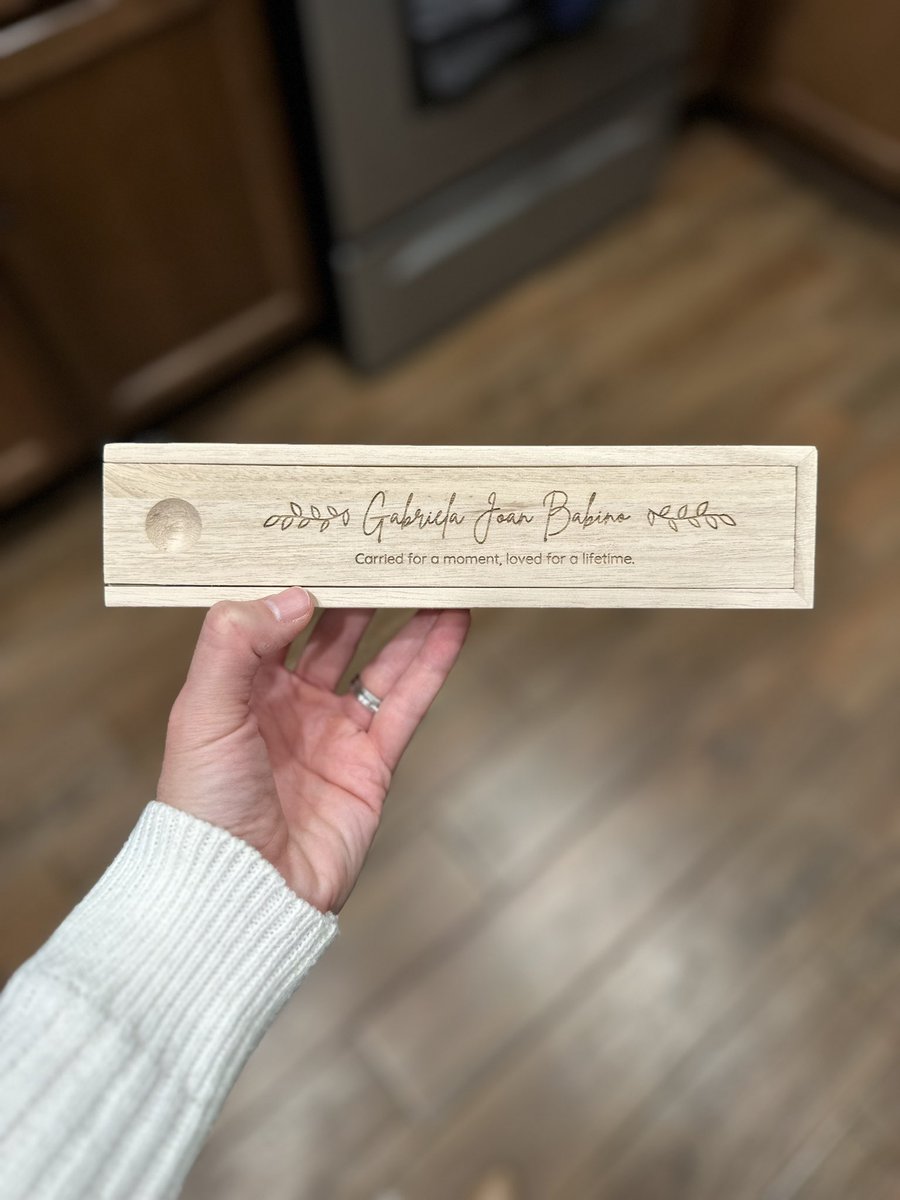 Gabriela Joan Babino
Carried for a moment, loved for a lifetime.